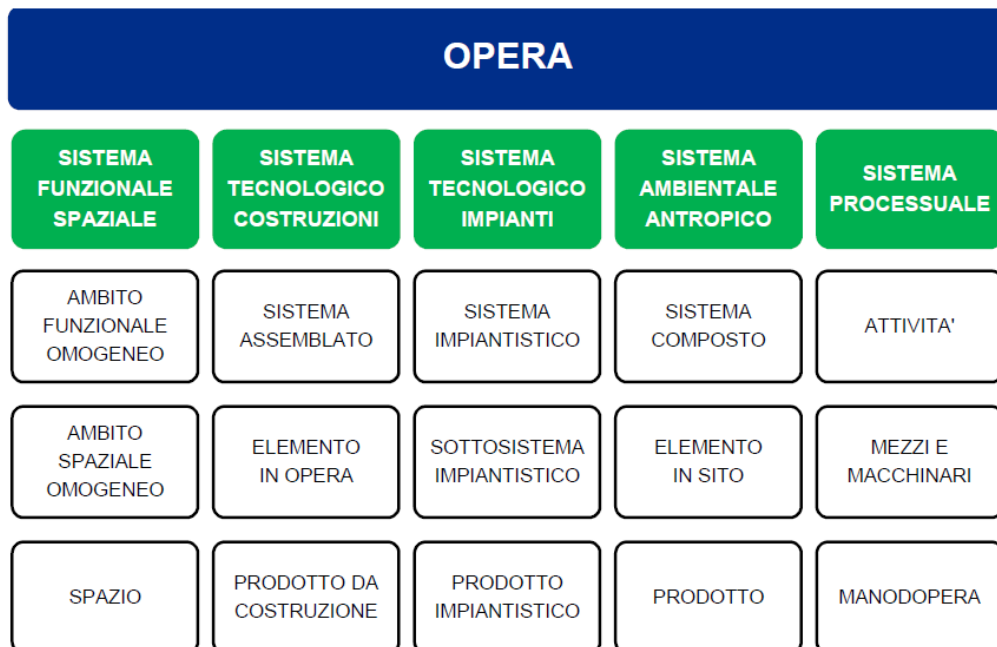 OPERA
SISTEMA
FUNZIONALE
SPAZIALE
SISTEMA
TECNOLOGICO
COSTRUZIONI
SISTEMA
TECNOLOGICO
IMPIANTI
SISTEMA
AMBIENTALE
ANTROPICO
SISTEMA
PROCESSUALE
AMBITO
FUNZIONALE
OMOGENEO
SISTEMA
ASSEMBLATO
SISTEMA
IMPIANTISTICO
SISTEMA
COMPOSTO
ATTIVITA'
AMBITO
SPAZIALE
OMOGENEO
ELEMENTO
IN OPERA
SOTTOSISTEMA
IMPIANTISTICO
ELEMENTO
IN SITO
MEZZI E
MACCHINARI
SPAZIO
PRODOTTO DA
COSTRUZIONE
PRODOTTO
IMPIANTISTICO
PRODOTTO
MANODOPERA